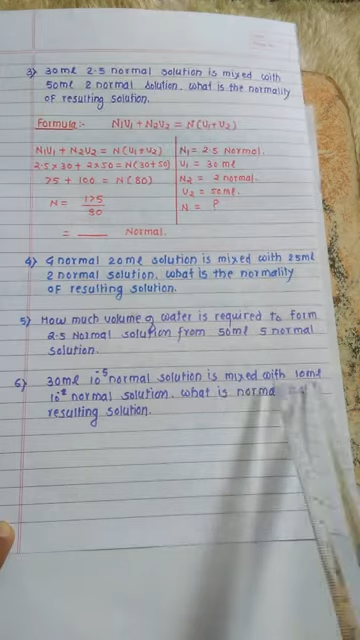 3) 30ml 2.5 normal solution is mixed with
50ml 2 normal solution. what is the normality
of resulting solution.
Formula:- N1V1 + N2V2 = N(V1+V2)
N1V1 + N2V2 = N(V1+V2)
2.5 x 30 + 2 x 50 = N(30+50)
75 + 100 = N(80)
N = 175/80
= ____ Normal.
N1 = 2.5 Normal.
V1 = 30 ml
N2 = 2 normal.
V2 = 50ml.
N = ?
4) 4 normal 20ml solution is mixed with 25ml
2 normal solution. what is the normality
of resulting solution.
5) How much volume of water is required to form
2.5 Normal solution from 50ml 5 normal
solution.
6) 30ml 10⁻⁵ normal solution is mixed with 10ml
normal solution. what is
resulting solution.